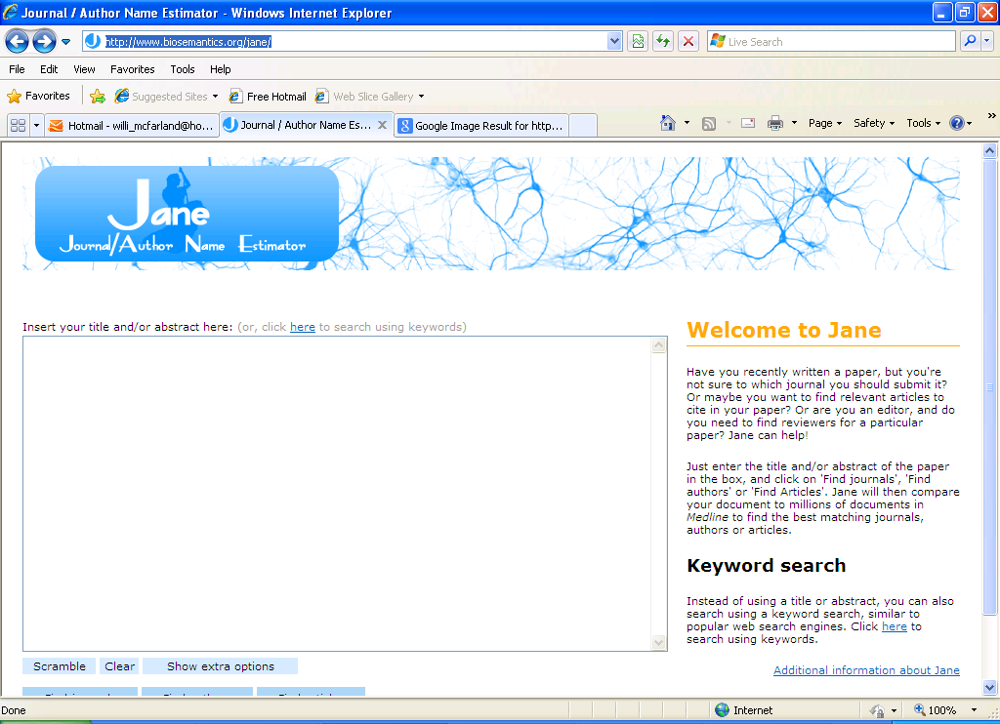 Journal / Author Name Estimator - Windows Internet Explorer
http://www.biosemantics.org/jane/
Live Search
File Edit View Favorites Tools Help
Favorites Suggested Sites Free Hotmail Web Slice Gallery
Hotmail - willi_mcfarland@ho... Journal / Author Name Es... Google Image Result for http... Page Safety Tools
Jane
Journal/Author Name Estimator
Insert your title and/or abstract here: (or, click here to search using keywords)
Scramble Clear Show extra options
Welcome to Jane
Have you recently written a paper, but you're
not sure to which journal you should submit it?
Or maybe you want to find relevant articles to
cite in your paper? Or are you an editor, and do
you need to find reviewers for a particular
paper? Jane can help!
Just enter the title and/or abstract of the paper
in the box, and click on 'Find journals', 'Find
authors' or 'Find Articles'. Jane will then compare
your document to millions of documents in
Medline to find the best matching journals,
authors or articles.
Keyword search
Instead of using a title or abstract, you can also
search using a keyword search, similar to
popular web search engines. Click here to
search using keywords.
Additional information about Jane
Done Internet 100%